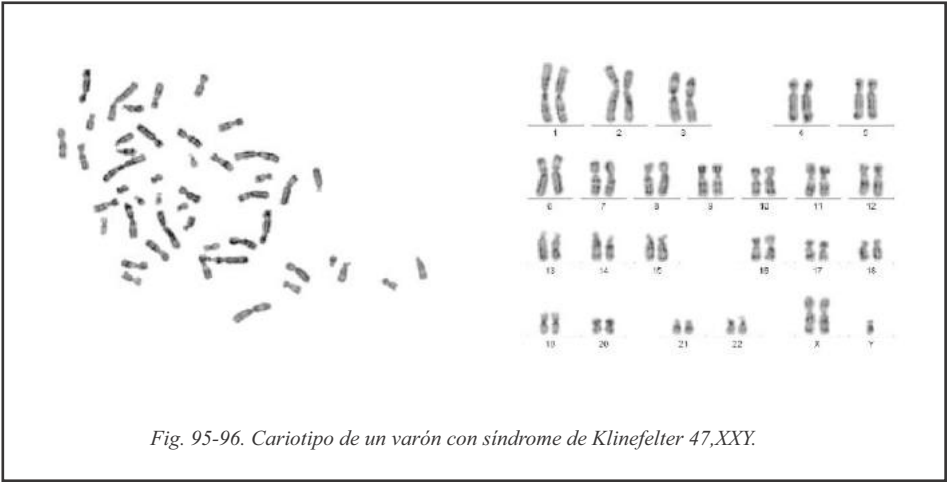 1 2 3 4 5
6 7 8 9 10 11 12
13 14 15 16 17 18
19 20 21 22 X Y
Fig. 95-96. Cariotipo de un varón con síndrome de Klinefelter 47,XXY.